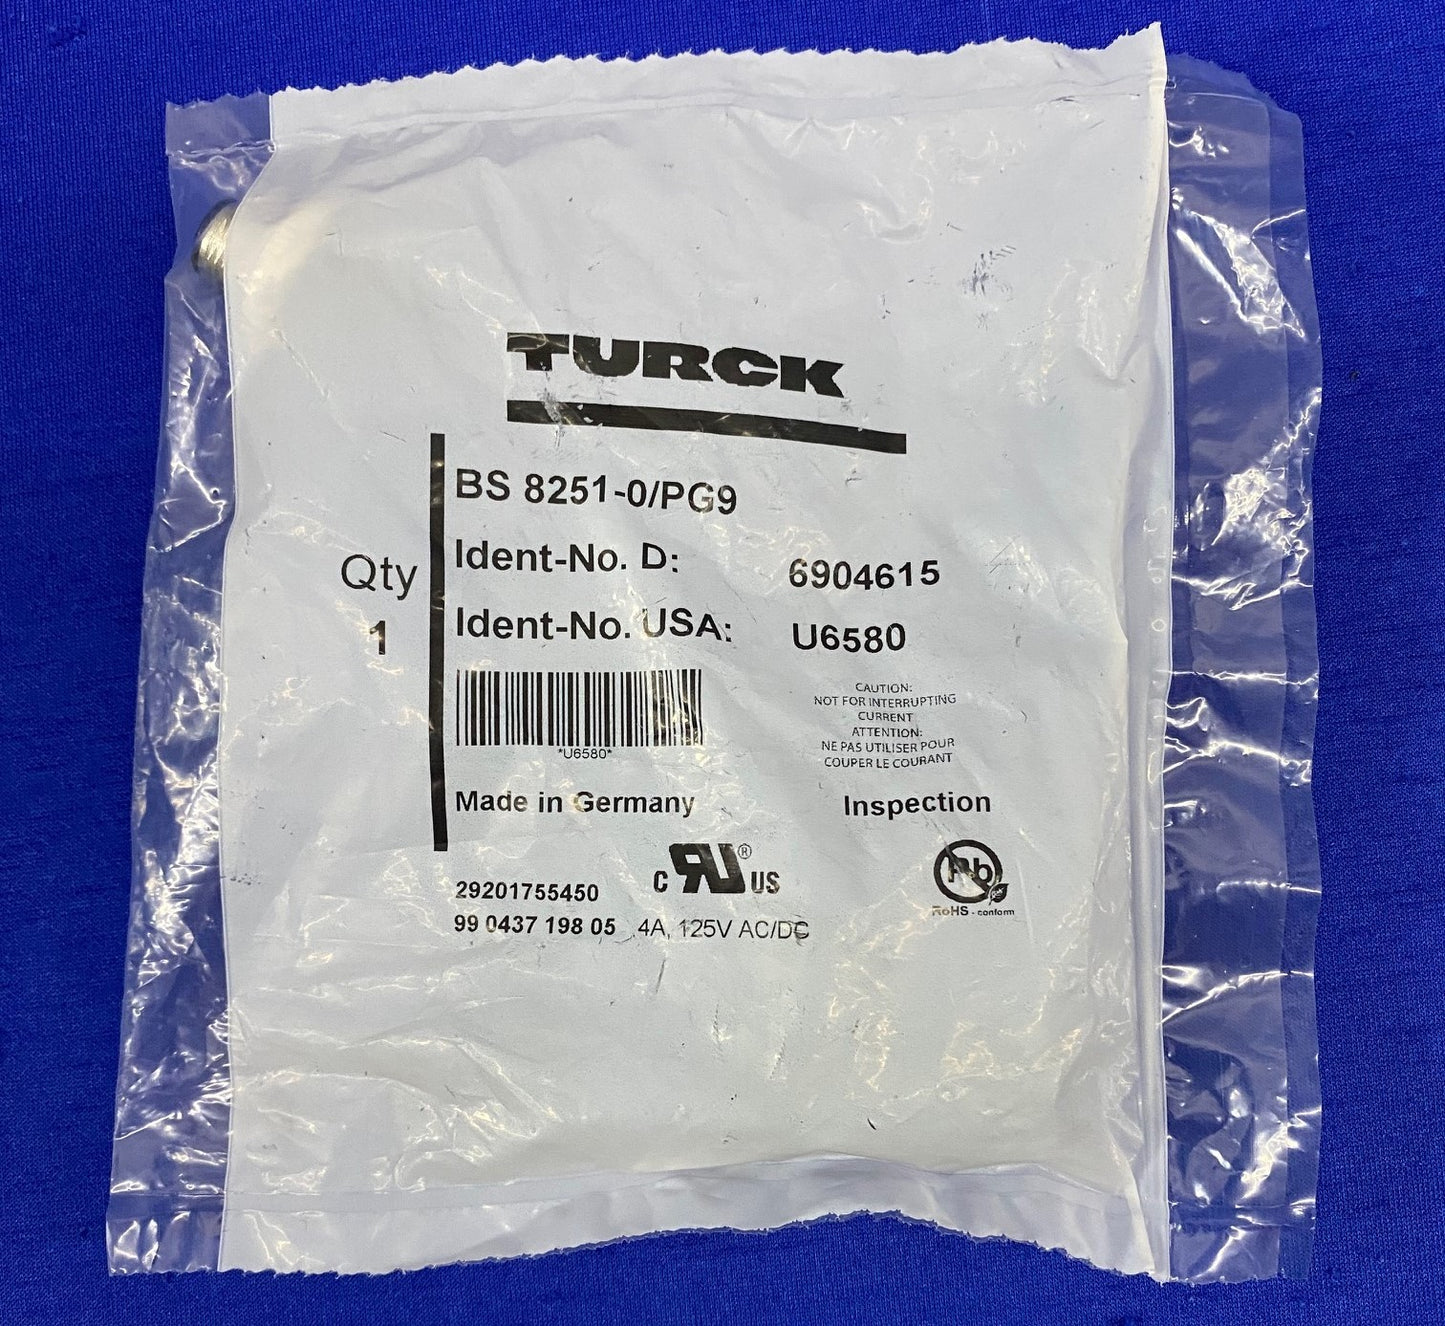 TURCK
BS 8251-0/PG9
Ident-No. D: 6904615
Qty
Ident-No. USA: U6580
1
*U6580*
CAUTION:
NOT FOR INTERRUPTING
CURRENT
ATTENTION:
NE PAS UTILISER POUR
COUPER LE COURANT
Made in Germany
Inspection
C RU ® US
Pb
RoHS - conform
29201755450
99 0437 198 05 4A, 125V AC/DC